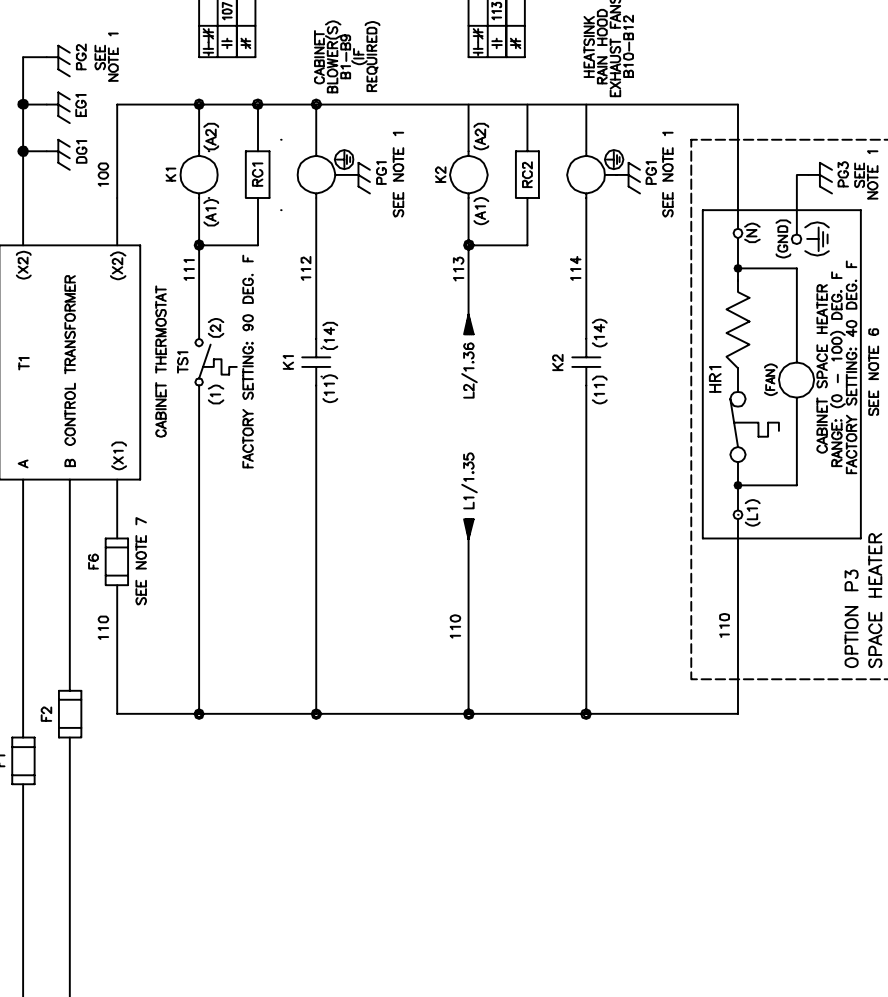 F2
F6
SEE NOTE 7
110
A
B
T1
CONTROL TRANSFORMER
(X1)
(X2)
(X2)
100
DG1
EG1
PG2
SEE
NOTE 1
107
CABINET THERMOSTAT
TS1
(1)
(2)
FACTORY SETTING: 90 DEG. F
111
K1
(A1)
(A2)
RC1
K1
(11)
(14)
112
CABINET
BLOWER(S)
B1-B9
(IF
REQUIRED)
PG1
SEE NOTE 1
113
110
L1/1.35
L2/1.36
113
K2
(A1)
(A2)
RC2
K2
(11)
(14)
114
HEATSINK
RAIN HOOD
EXHAUST FANS
B10-B12
PG1
SEE NOTE 1
110
(L1)
HR1
(FAN)
(N)
(GND)
PG3
SEE
NOTE 1
CABINET SPACE HEATER
RANGE: (0 - 100) DEG. F
FACTORY SETTING: 40 DEG. F
SEE NOTE 6
OPTION P3
SPACE HEATER